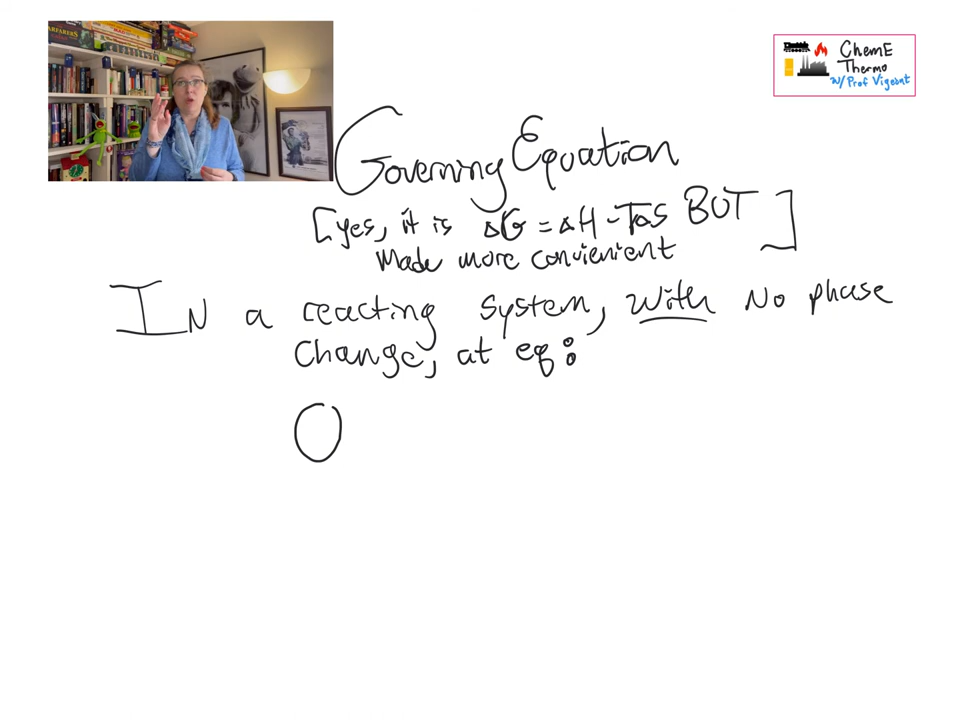 ChemE
Thermo
w/ Prof Vigeant
Governing Equation
[Yes, it is ΔG = ΔH - TΔS BUT
made more convienient]
IN a reacting system, with no phase
change, at eq:
0